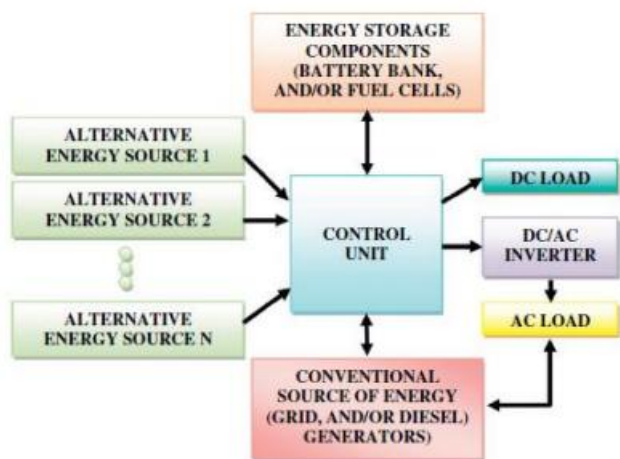 ENERGY STORAGE
COMPONENTS
(BATTERY BANK,
AND/OR FUEL CELLS)
ALTERNATIVE
ENERGY SOURCE 1
ALTERNATIVE
ENERGY SOURCE 2
ALTERNATIVE
ENERGY SOURCE N
CONTROL
UNIT
DC LOAD
DC/AC
INVERTER
AC LOAD
CONVENTIONAL
SOURCE OF ENERGY
(GRID, AND/OR DIESEL)
GENERATORS)